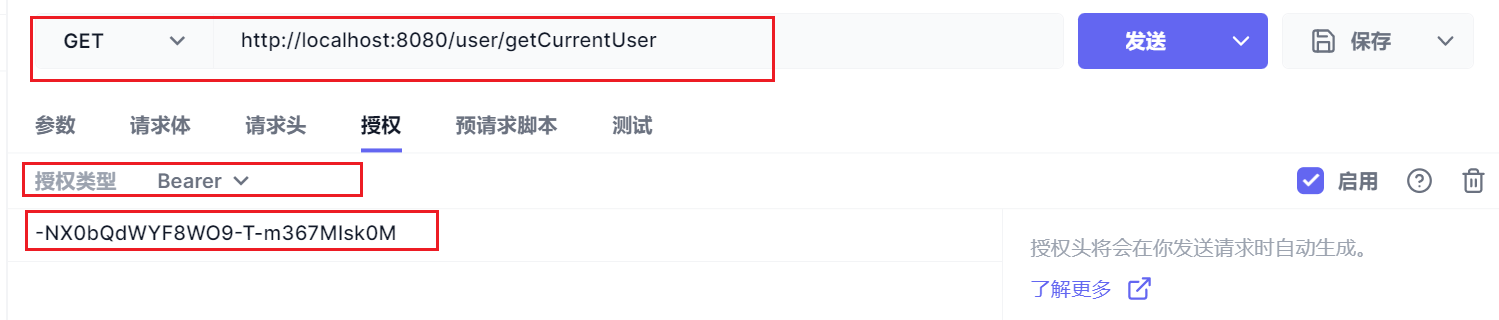 GET http://localhost:8080/user/getCurrentUser 发送 保存
参数 请求体 请求头 授权 预请求脚本 测试
授权类型 Bearer 启用
-NX0bQdWYF8WO9-T-m367MIsk0M
授权头将会在你发送请求时自动生成。
了解更多